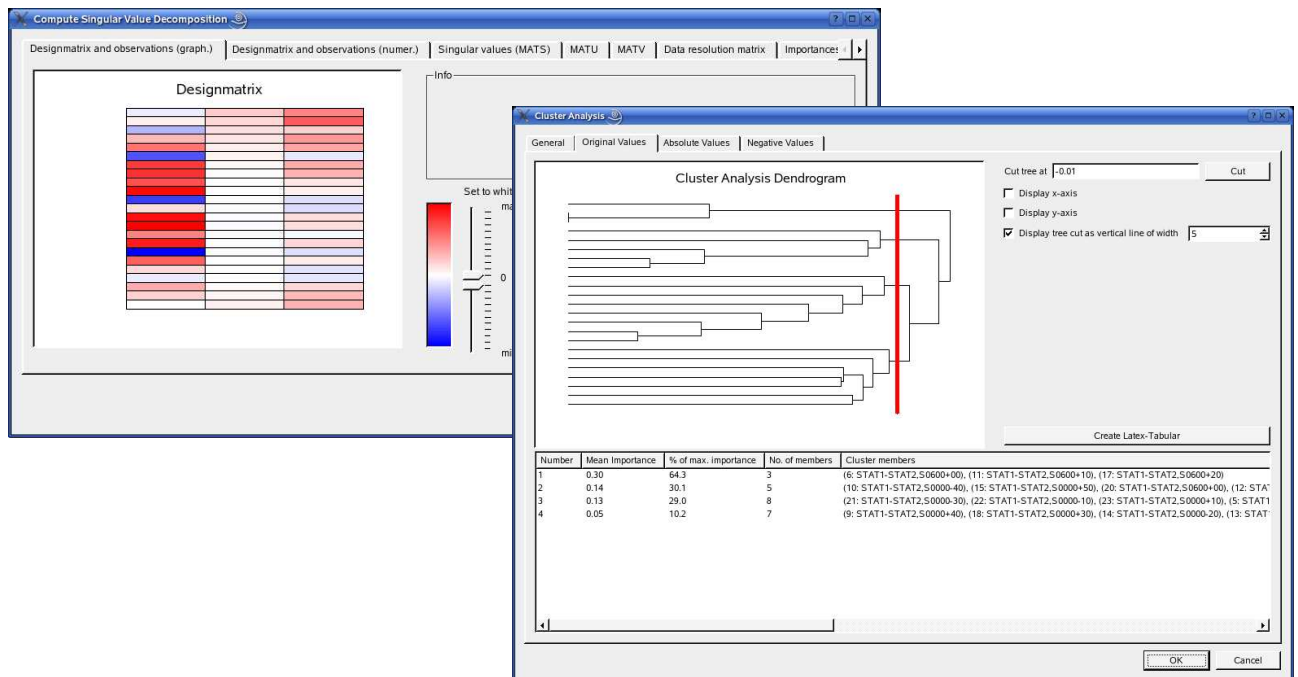 Compute Singular Value Decomposition
Designmatrix and observations (graph.) Designmatrix and observations (numer.) Singular values (MATS) MATU MATV Data resolution matrix
Designmatrix
Info
Set to
0
Cluster Analysis
General Original Values Absolute Values Negative Values
Cluster Analysis Dendrogram
Cut tree at -0.01 Cut
Display x-axis
Display y-axis
Display tree cut as vertical line of width 5
Create Latex-Tabular
Number Mean Importance % of max. importance No. of members Cluster members
1 0.30 64.3 3 (6: STAT1-STAT2,S0600+00), (11: STAT1-STAT2,S0600+10), (17: STAT1-STAT2,S0600+20)
2 0.14 30.1 5 (10: STAT1-STAT2,S0000-40), (15: STAT1-STAT2,S0000+50), (20: STAT1-STAT2,S0600+00), (12: STAT
3 0.13 29.0 8 (21: STAT1-STAT2,S0000-30), (22: STAT1-STAT2,S0000-10), (23: STAT1-STAT2,S0000+10), (5: STAT1
4 0.05 10.2 7 (9: STAT1-STAT2,S0000+40), (18: STAT1-STAT2,S0000+30), (14: STAT1-STAT2,S0000-20), (13: STAT
OK Cancel